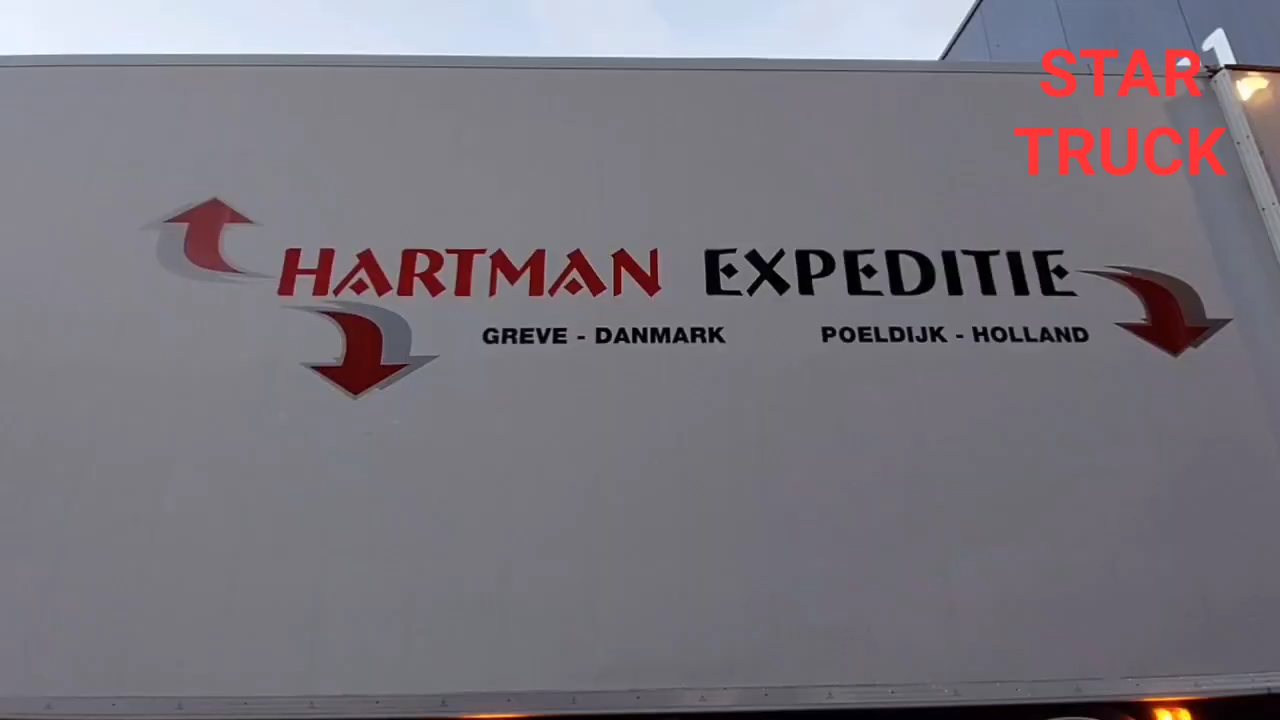 STAR
TRUCK
HARTMAN EXPEDITIE
GREVE - DANMARK POELDIJK - HOLLAND